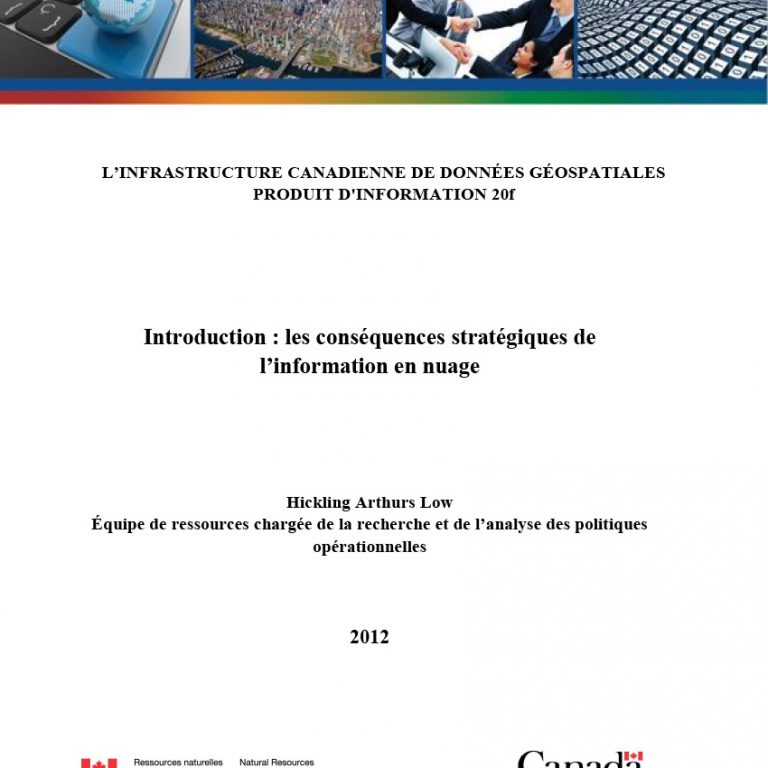 L’INFRASTRUCTURE CANADIENNE DE DONNÉES GÉOSPATIALES
PRODUIT D'INFORMATION 20f
Introduction : les conséquences stratégiques de
l’information en nuage
Hickling Arthurs Low
Équipe de ressources chargée de la recherche et de l’analyse des politiques
opérationnelles
2012
Ressources naturelles Natural Resources
Canada